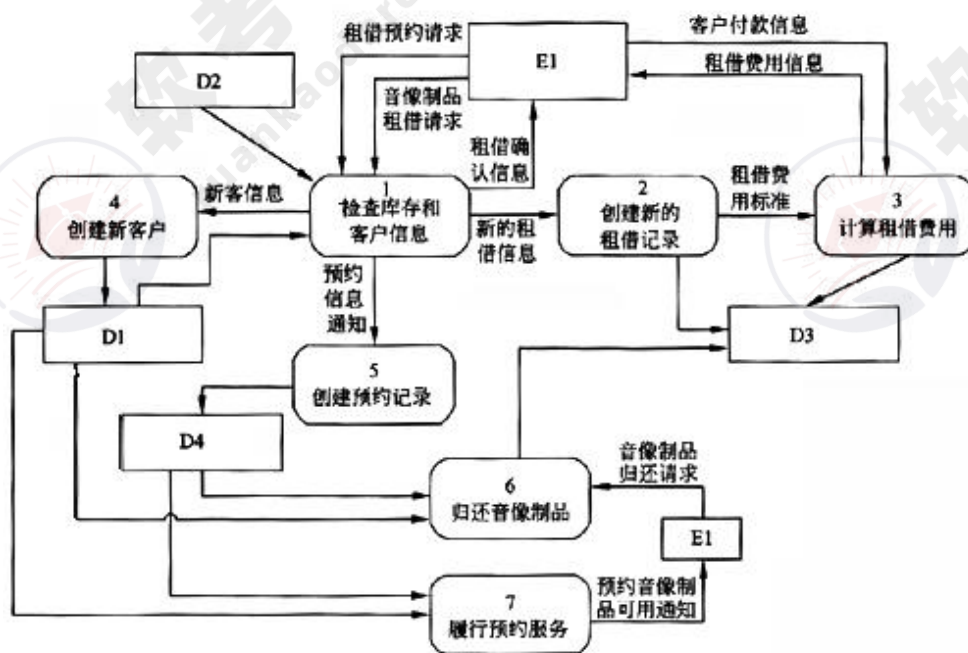 租借预约请求
E1
客户付款信息
租借费用信息
D2
音像制品
租借请求
租借确
认信息
4
创建新客户
新客信息
1
检查库存和
客户信息
新的租
借信息
2
创建新的
租借记录
租借费
用标准
3
计算租借费用
预约
信息
通知
D1
D3
5
创建预约记录
D4
音像制品
归还请求
6
归还音像制品
E1
7
履行预约服务
预约音像制
品可用通知
软考